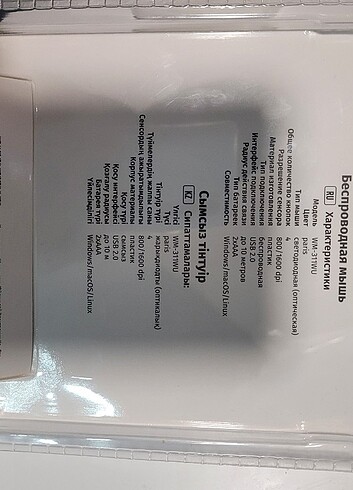 Беспроводная мышь
RU Характеристики
Модель WM-311WU
Цвет paris
Тип мыши светодиодная (оптическая)
Общее количество кнопок 4
Разрешение сенсора 800/1600 dpi
Материал изготовления пластик
Тип подключения беспроводная
Интерфейс подключения USB 2.0
Радиус действия связи до 10 метров
Тип батареек 2xAAA
Совместимость Windows/macOS/Linux
Сымсыз тінтуір
KZ Сипаттамалары:
Үлгісі WM-311WU
Түсі paris
Тінтуір түрі жарықдиодты (оптикалық)
Түймелердің жалпы саны 4
Сенсордың ажыратымдылығы 800/1600 dpi
Корпус материалы пластик
Қосу түрі сымсыз
Қосу интерфейсі USB 2.0
Қозғалу радиусы до 10 м
Батарея түрі 2xAAA
Үйлесімділігі Windows/macOS/Linux